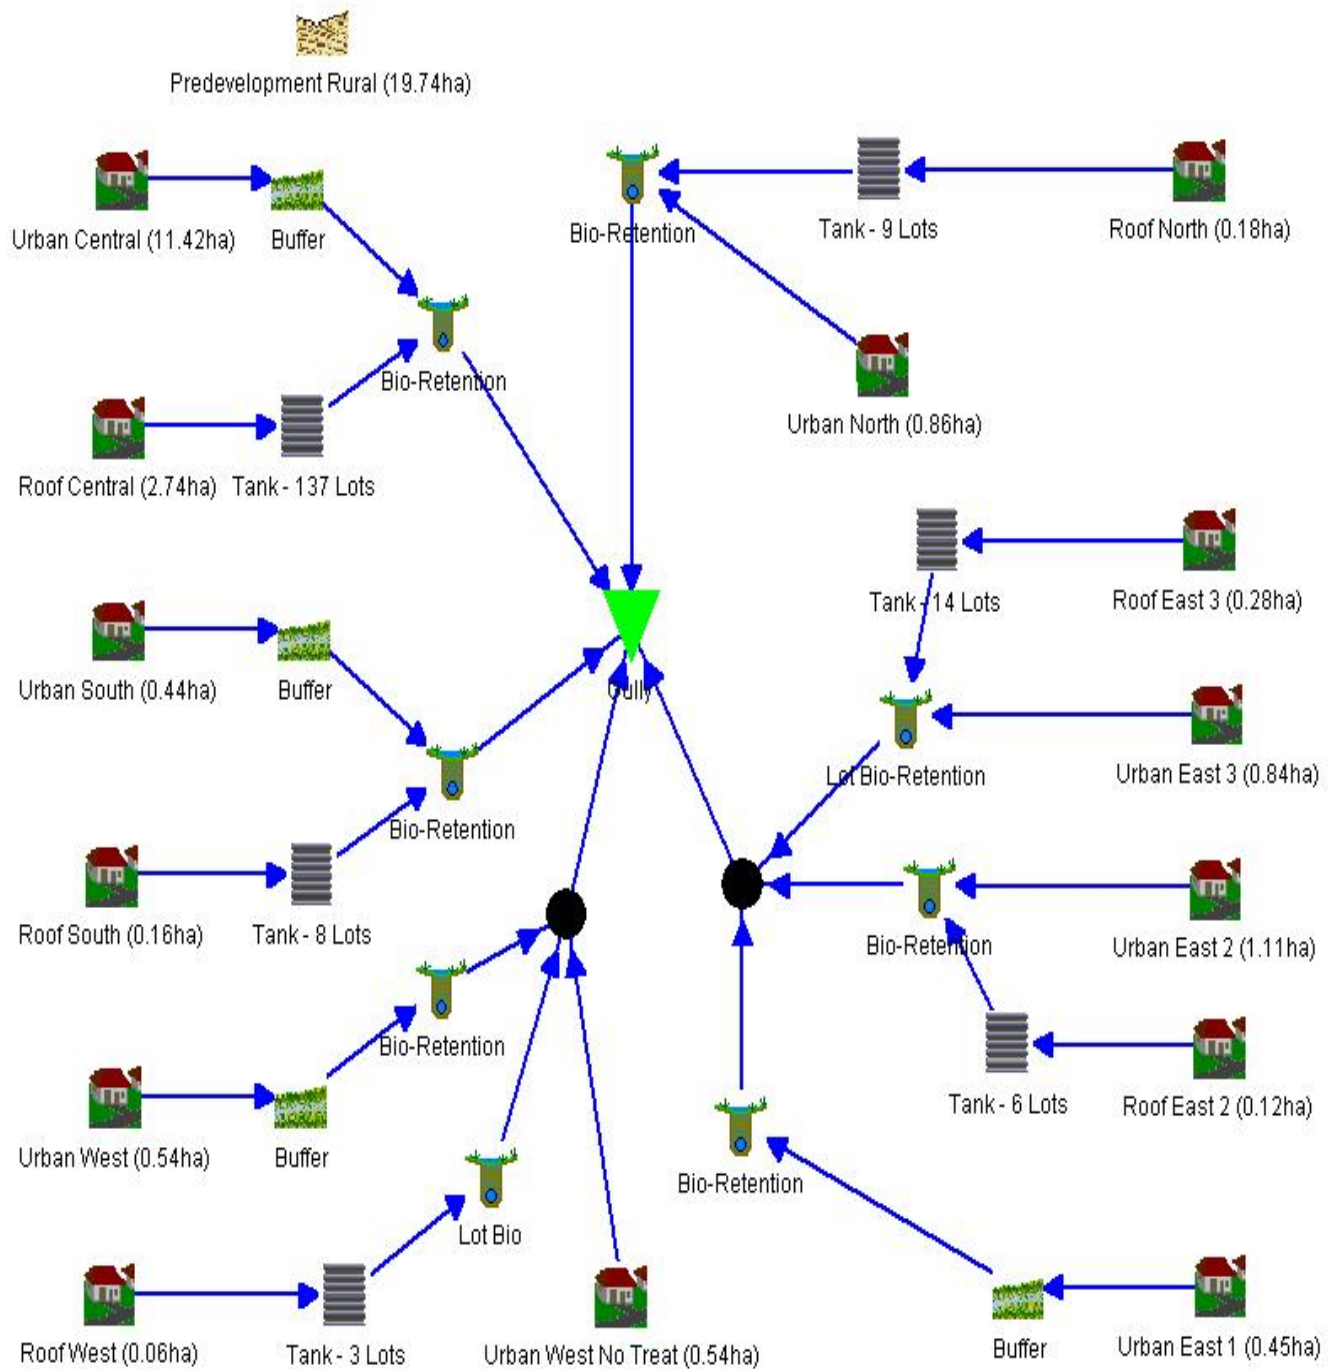 Predevelopment Rural (19.74ha)
Urban Central (11.42ha)
Buffer
Bio-Retention
Tank - 9 Lots
Roof North (0.18ha)
Bio-Retention
Urban North (0.86ha)
Roof Central (2.74ha)
Tank - 137 Lots
Tank - 14 Lots
Roof East 3 (0.28ha)
Urban South (0.44ha)
Buffer
Gully
Lot Bio-Retention
Urban East 3 (0.84ha)
Bio-Retention
Roof South (0.16ha)
Tank - 8 Lots
Bio-Retention
Urban East 2 (1.11ha)
Bio-Retention
Tank - 6 Lots
Roof East 2 (0.12ha)
Urban West (0.54ha)
Buffer
Bio-Retention
Lot Bio
Roof West (0.06ha)
Tank - 3 Lots
Urban West No Treat (0.54ha)
Buffer
Urban East 1 (0.45ha)